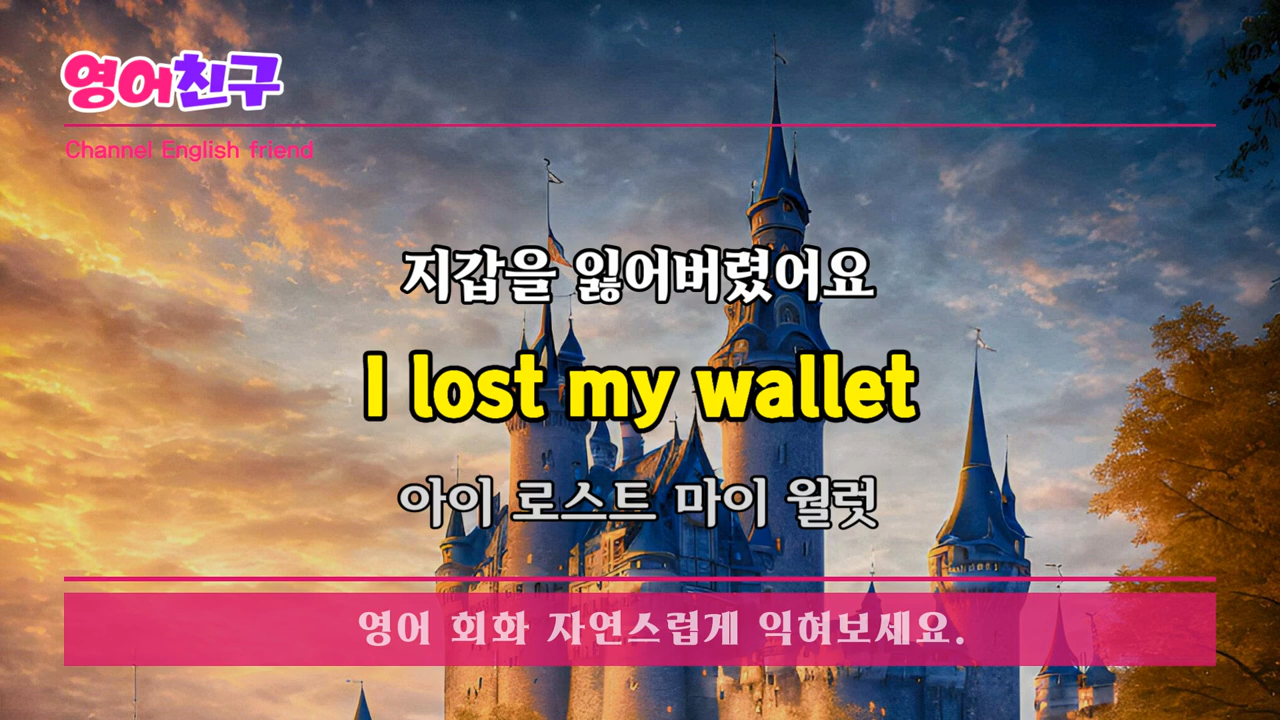 영어친구
Channel English friend
지갑을 잃어버렸어요
I lost my wallet
아이 로스트 마이 월럿
영어 회화 자연스럽게 익혀보세요.